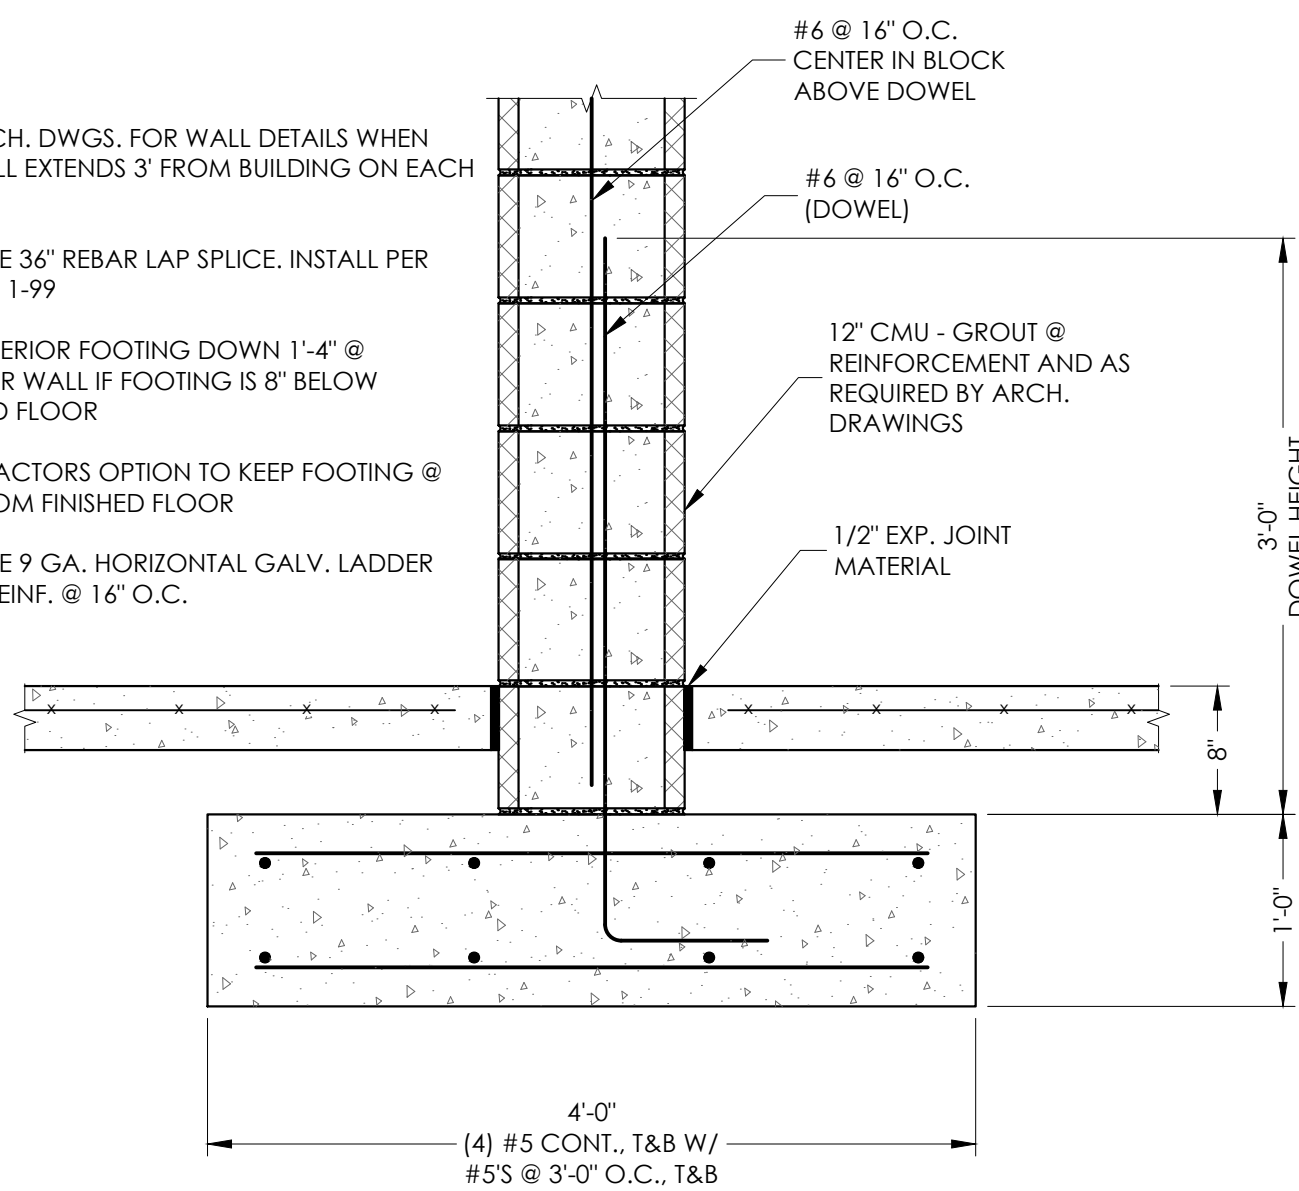 #6 @ 16" O.C.
CENTER IN BLOCK
ABOVE DOWEL
CH. DWGS. FOR WALL DETAILS WHEN
LL EXTENDS 3' FROM BUILDING ON EACH
#6 @ 16" O.C.
(DOWEL)
E 36" REBAR LAP SPLICE. INSTALL PER
1-99
ERIOR FOOTING DOWN 1'-4" @
R WALL IF FOOTING IS 8" BELOW
D FLOOR
12" CMU - GROUT @
REINFORCEMENT AND AS
REQUIRED BY ARCH.
DRAWINGS
ACTORS OPTION TO KEEP FOOTING @
OM FINISHED FLOOR
3'-0"
DOWEL HEIGHT
1/2" EXP. JOINT
MATERIAL
E 9 GA. HORIZONTAL GALV. LADDER
EINF. @ 16" O.C.
x x x x x x x x
8"
1'-0"
4'-0"
(4) #5 CONT., T&B W/
#5'S @ 3'-0" O.C., T&B